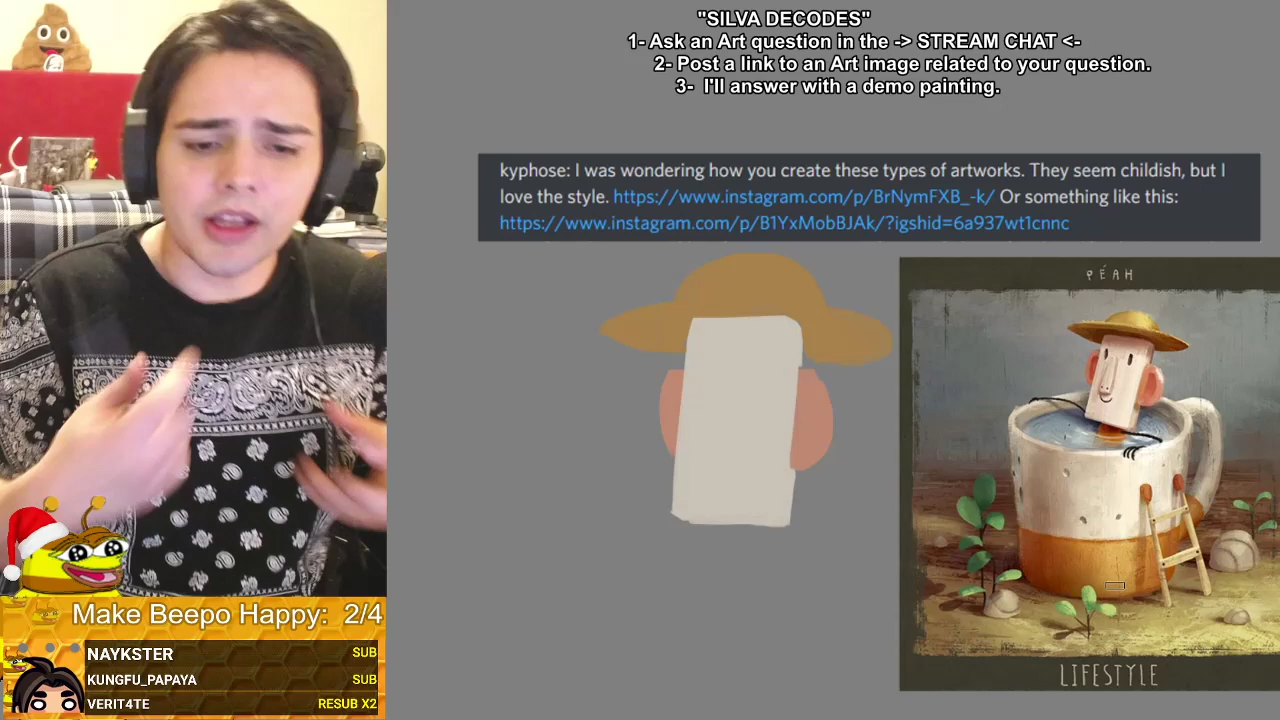 "SILVA DECODES"
1- Ask an Art question in the -> STREAM CHAT <-
2- Post a link to an Art image related to your question.
3- I'll answer with a demo painting.
kyphose: I was wondering how you create these types of artworks. They seem childish, but I
love the style. https://www.instagram.com/p/BrNymFXB_-k/ Or something like this:
https://www.instagram.com/p/B1YxMobBJAk/?igshid=6a937wt1cnnc
PÉAH
LIFESTYLE
Make Beepo Happy: 2/4
NAYKSTER SUB
KUNGFU_PAPAYA SUB
VERIT4TE RESUB X2